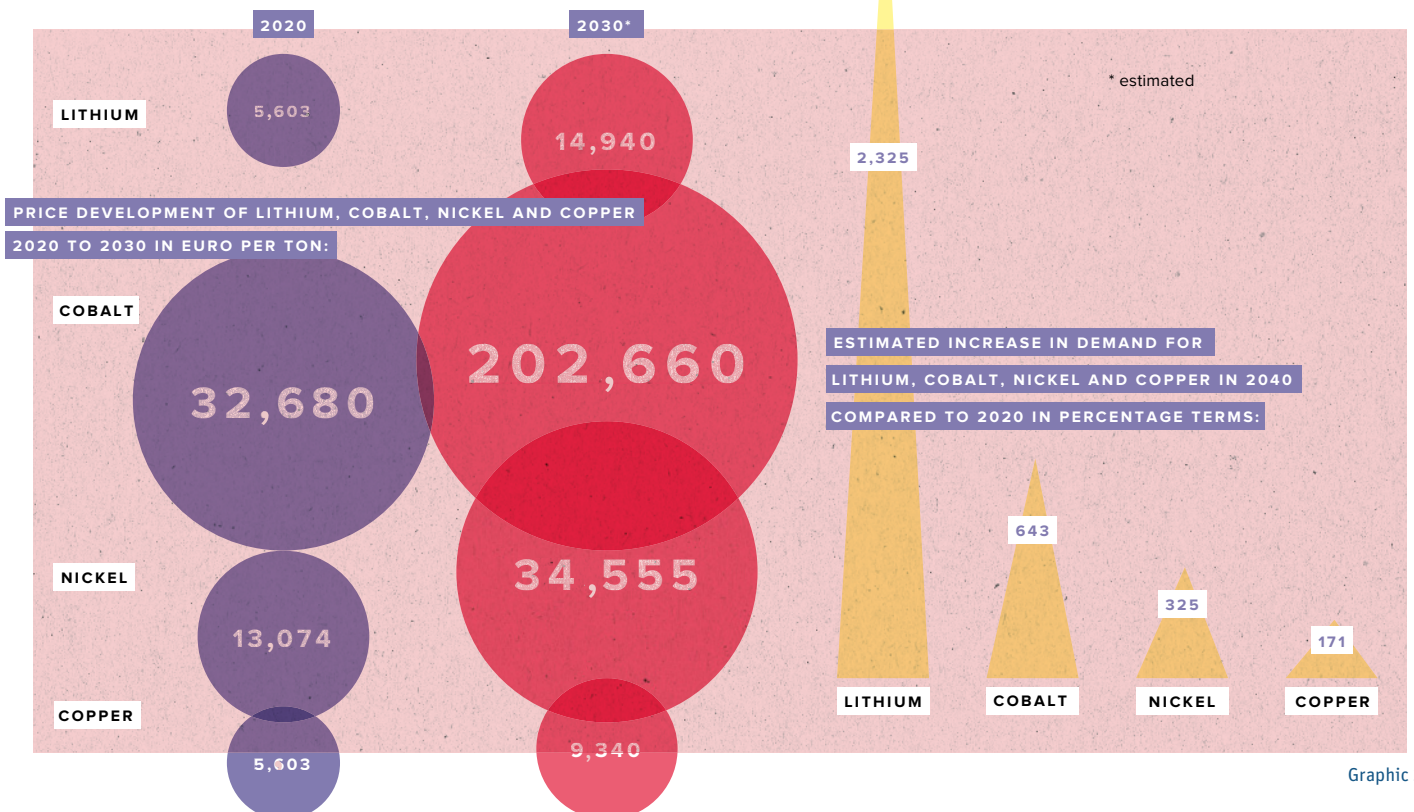 2020
2030*
* estimated
LITHIUM
5,603
14,940
PRICE DEVELOPMENT OF LITHIUM, COBALT, NICKEL AND COPPER
2020 TO 2030 IN EURO PER TON:
COBALT
32,680
202,660
NICKEL
13,074
34,555
COPPER
5,603
9,340
2,325
ESTIMATED INCREASE IN DEMAND FOR
LITHIUM, COBALT, NICKEL AND COPPER IN 2040
COMPARED TO 2020 IN PERCENTAGE TERMS:
643
325
171
LITHIUM
COBALT
NICKEL
COPPER
Graphic